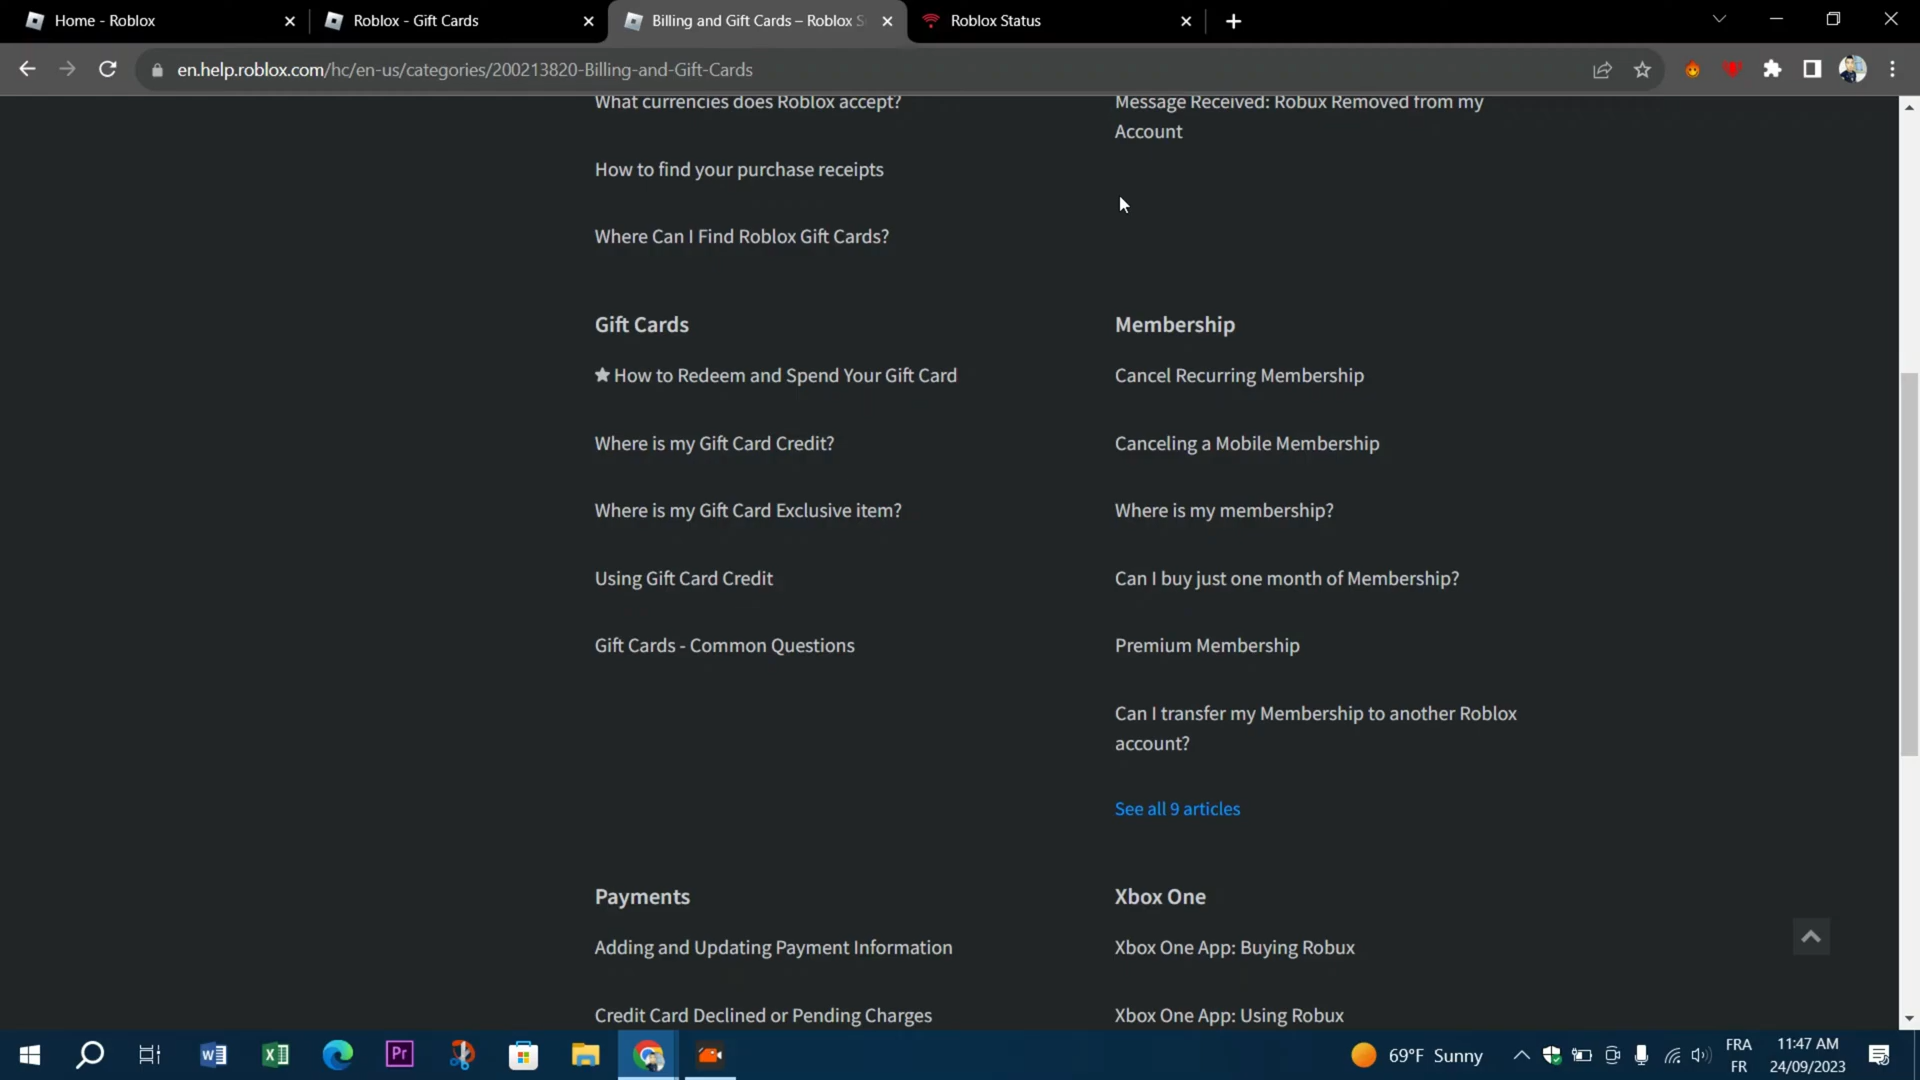 Home - Roblox
Roblox - Gift Cards
Billing and Gift Cards – Roblox S
Roblox Status
en.help.roblox.com/hc/en-us/categories/200213820-Billing-and-Gift-Cards
What currencies does Roblox accept?
How to find your purchase receipts
Where Can I Find Roblox Gift Cards?
Message Received: Robux Removed from my
Account
Gift Cards
★ How to Redeem and Spend Your Gift Card
Where is my Gift Card Credit?
Where is my Gift Card Exclusive item?
Using Gift Card Credit
Gift Cards - Common Questions
Membership
Cancel Recurring Membership
Canceling a Mobile Membership
Where is my membership?
Can I buy just one month of Membership?
Premium Membership
Can I transfer my Membership to another Roblox
account?
See all 9 articles
Payments
Adding and Updating Payment Information
Credit Card Declined or Pending Charges
Xbox One
Xbox One App: Buying Robux
Xbox One App: Using Robux
Pr
69°F Sunny
FRA
FR
11:47 AM
24/09/2023